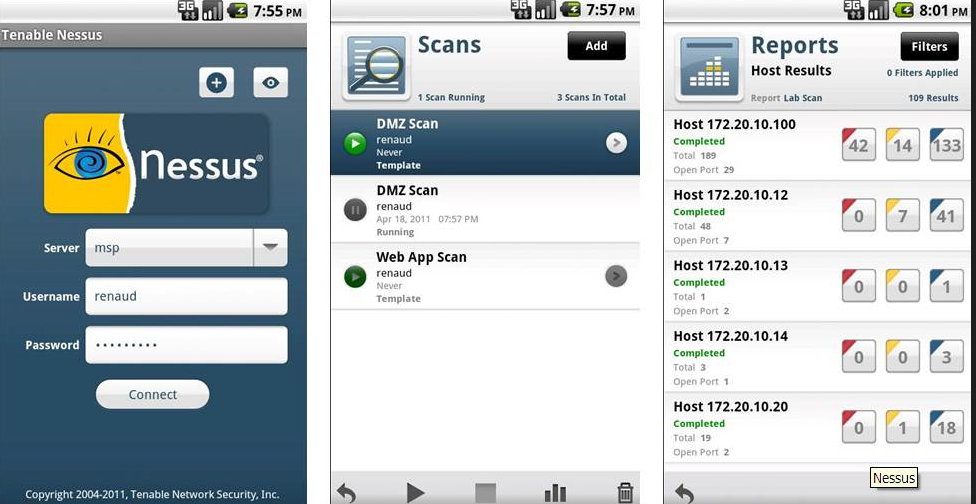 3G 7:55 PM
Tenable Nessus
Nessus®
Server msp
Username renaud
Password •••••••••
Connect
Copyright 2004-2011, Tenable Network Security, Inc.
3G 7:57 PM
Scans
Add
1 Scan Running 3 Scans In Total
DMZ Scan
renaud
Never
Template
DMZ Scan
renaud
Apr 18, 2011 07:57 PM
Running
Web App Scan
renaud
Never
Template
3G 8:01 PM
Reports
Filters
Host Results
0 Filters Applied
Report Lab Scan 109 Results
Host 172.20.10.100
Completed
42 14 133
Total 189
Open Port 29
Host 172.20.10.12
Completed
0 7 41
Total 48
Open Port 7
Host 172.20.10.13
Completed
0 0 1
Total 1
Open Port 2
Host 172.20.10.14
Completed
0 0 3
Total 3
Open Port 1
Host 172.20.10.20
Completed
0 1 18
Total 19
Open Port 2
Nessus